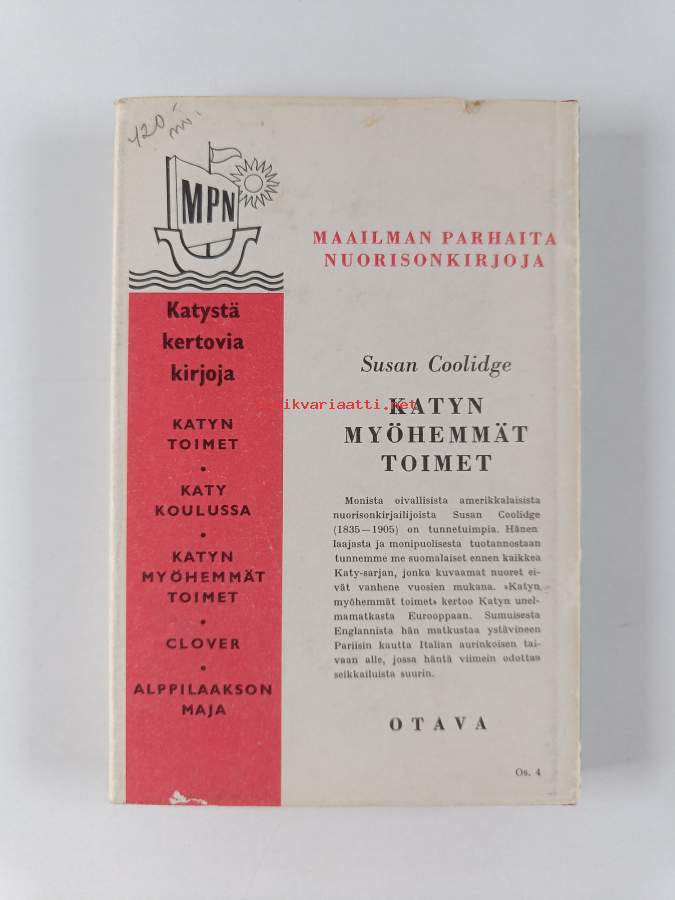 420
MPN
Katystä
kertovia
kirjoja
KATYN
TOIMET
•
KATY
KOULUSSA
•
KATYN
MYÖHEMMÄT
TOIMET
•
CLOVER
•
ALPPILAAKSON
MAJA
MAAILMAN PARHAITA
NUORISONKIRJOJA
Susan Coolidge
KATYN
MYÖHEMMÄT
TOIMET
Monista oivallisista amerikkalaisista
nuorisonkirjailijoista Susan Coolidge
(1835—1905) on tunnetuimpia. Hänen
laajasta ja monipuolisesta tuotannostaan
tunnemme me suomalaiset ennen kaikkea
Katy-sarjan, jonka kuvaamat nuoret ei-
vät vanhene vuosien mukana. »Katyn
myöhemmät toimet» kertoo Katyn unel-
mamatkasta Eurooppaan. Sumuisesta
Englannista hän matkustaa ystävineen
Pariisin kautta Italian aurinkoisen tai-
vaan alle, jossa häntä viimein odottaa
seikkailuista suurin.
OTAVA
Os. 4